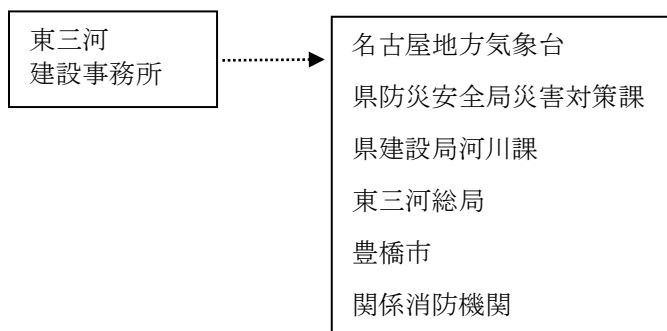 東三河
建設事務所
名古屋地方気象台
県防災安全局災害対策課
県建設局河川課
東三河総局
豊橋市
関係消防機関